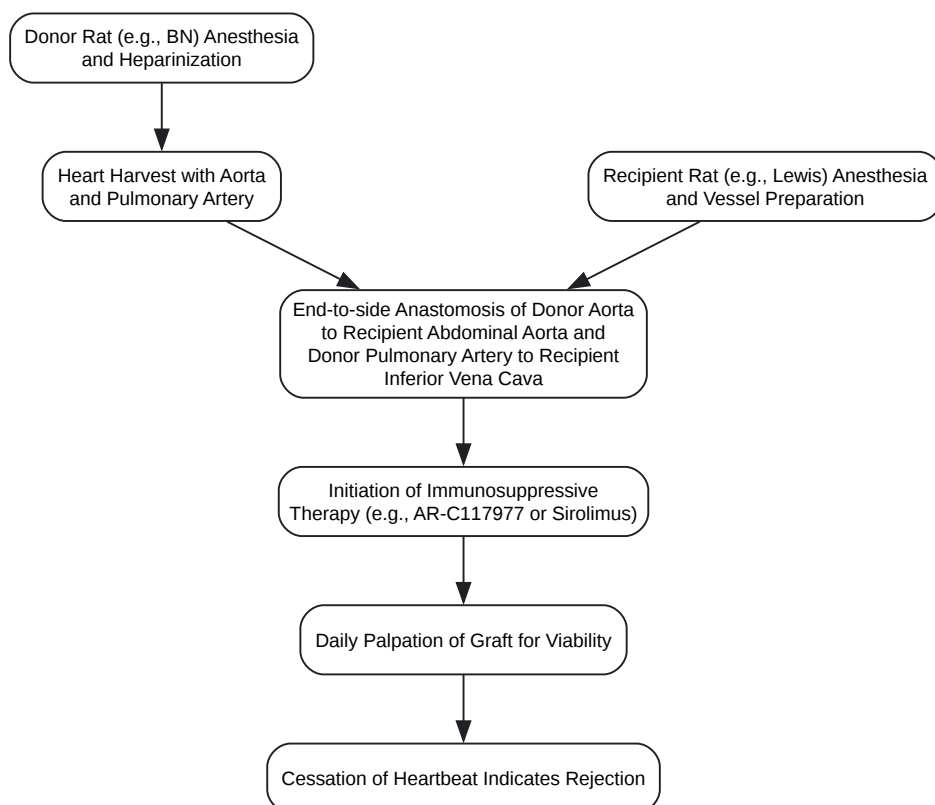 Donor Rat (e.g., BN) Anesthesia
and Heparinization
Heart Harvest with Aorta
and Pulmonary Artery
Recipient Rat (e.g., Lewis) Anesthesia
and Vessel Preparation
End-to-side Anastomosis of Donor Aorta
to Recipient Abdominal Aorta and
Donor Pulmonary Artery to Recipient
Inferior Vena Cava
Initiation of Immunosuppressive
Therapy (e.g., AR-C117977 or Sirolimus)
Daily Palpation of Graft for Viability
Cessation of Heartbeat Indicates Rejection